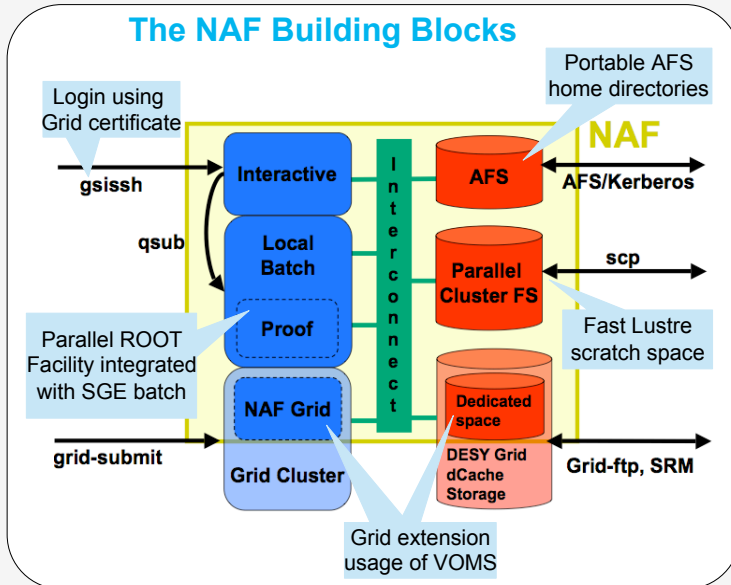 The NAF Building Blocks
Portable AFS
home directories
Login using
Grid certificate
NAF
gsissh
Interactive
AFS
AFS/Kerberos
qsub
Interconnect
Local
Batch
Parallel
Cluster FS
scp
Proof
Parallel ROOT
Facility integrated
with SGE batch
Fast Lustre
scratch space
NAF Grid
Dedicated
space
grid-submit
Grid Cluster
DESY Grid
dCache
Storage
Grid-ftp, SRM
Grid extension
usage of VOMS